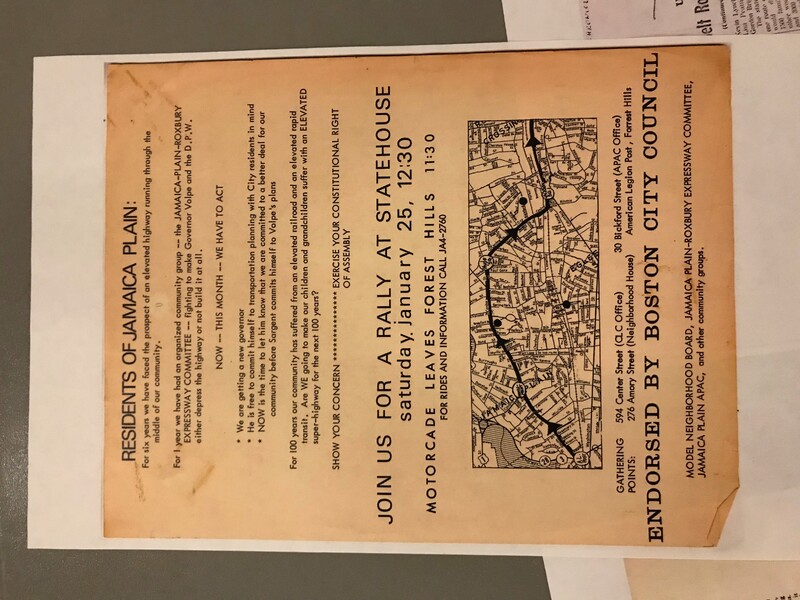 RESIDENTS OF JAMAICA PLAIN:
For six years we have faced the prospect of an elevated highway running through the
middle of our community.
For 1 year we have had an organized community group -- the JAMAICA-PLAIN-ROXBURY
EXPRESSWAY COMMITTEE -- fighting to make Governor Volpe and the D.P.W.
either depress the highway or not build it at all.
NOW -- THIS MONTH -- WE HAVE TO ACT
* We are getting a new governor
* He is free to commit himself to transportation planning with City residents in mind
* NOW is the time to let him know that we are committed to a better deal for our
community before Sargent commits himself to Volpe's plans
For 100 years our community has suffered from an elevated railroad and an elevated rapid
transit. Are WE going to make our children and grandchildren suffer with an ELEVATED
super-highway for the next 100 years?
SHOW YOUR CONCERN *************** EXERCISE YOUR CONSTITUTIONAL RIGHT
OF ASSEMBLY
JOIN US FOR A RALLY AT STATEHOUSE
saturday, january 25, 12:30
MOTORCADE LEAVES FOREST HILLS 11:30
FOR RIDES AND INFORMATION CALL JA4-2760
JAMAICA PLAIN
GATHERING 594 Center Street (CLC Office) 30 Bickford Street (APAC Office)
POINTS: 276 Amory Street (Neighborhood House) American Legion Post, Forrest Hills
ENDORSED BY BOSTON CITY COUNCIL
MODEL NEIGHBORHOOD BOARD, JAMAICA PLAIN-ROXBURY EXPRESSWAY COMMITTEE,
JAMAICA PLAIN APAC, and other community groups.
elt Ro